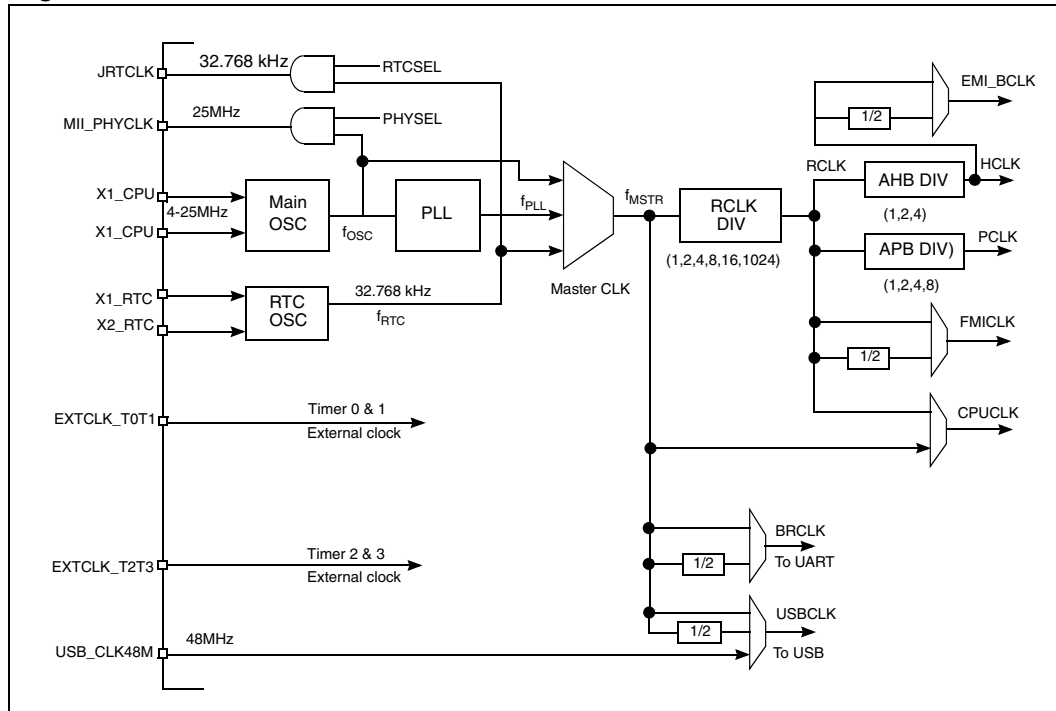 JRTCLK
32.768 kHz
RTCSEL
MII_PHYCLK
25MHz
PHYSEL
X1_CPU
4-25MHz
X1_CPU
Main
OSC
fOSC
PLL
fPLL
Master CLK
fMSTR
RCLK
DIV
(1,2,4,8,16,1024)
RCLK
AHB DIV
(1,2,4)
HCLK
1/2
EMI_BCLK
APB DIV)
(1,2,4,8)
PCLK
X1_RTC
X2_RTC
RTC
OSC
32.768 kHz
fRTC
1/2
FMICLK
CPUCLK
EXTCLK_T0T1
Timer 0 & 1
External clock
EXTCLK_T2T3
Timer 2 & 3
External clock
1/2
BRCLK
To UART
1/2
USBCLK
To USB
USB_CLK48M
48MHz